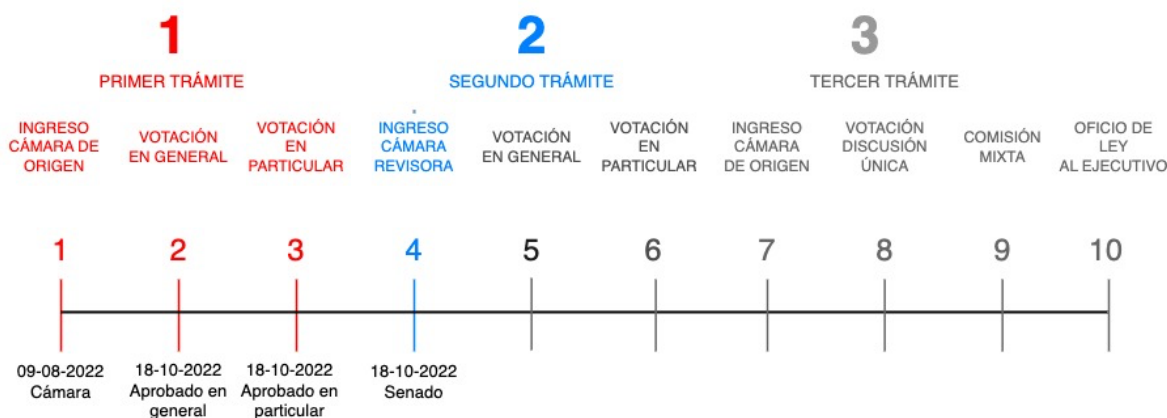 1
2
3
PRIMER TRÁMITE
SEGUNDO TRÁMITE
TERCER TRÁMITE
INGRESO
CÁMARA DE
ORIGEN
VOTACIÓN
EN GENERAL
VOTACIÓN
EN
PARTICULAR
INGRESO
CÁMARA
REVISORA
VOTACIÓN
EN GENERAL
VOTACIÓN
EN
PARTICULAR
INGRESO
CÁMARA
DE ORIGEN
VOTACIÓN
DISCUSIÓN
ÚNICA
COMISIÓN
MIXTA
OFICIO DE
LEY
AL EJECUTIVO
1
2
3
4
5
6
7
8
9
10
09-08-2022
Cámara
18-10-2022
Aprobado en
general
18-10-2022
Aprobado en
particular
18-10-2022
Senado